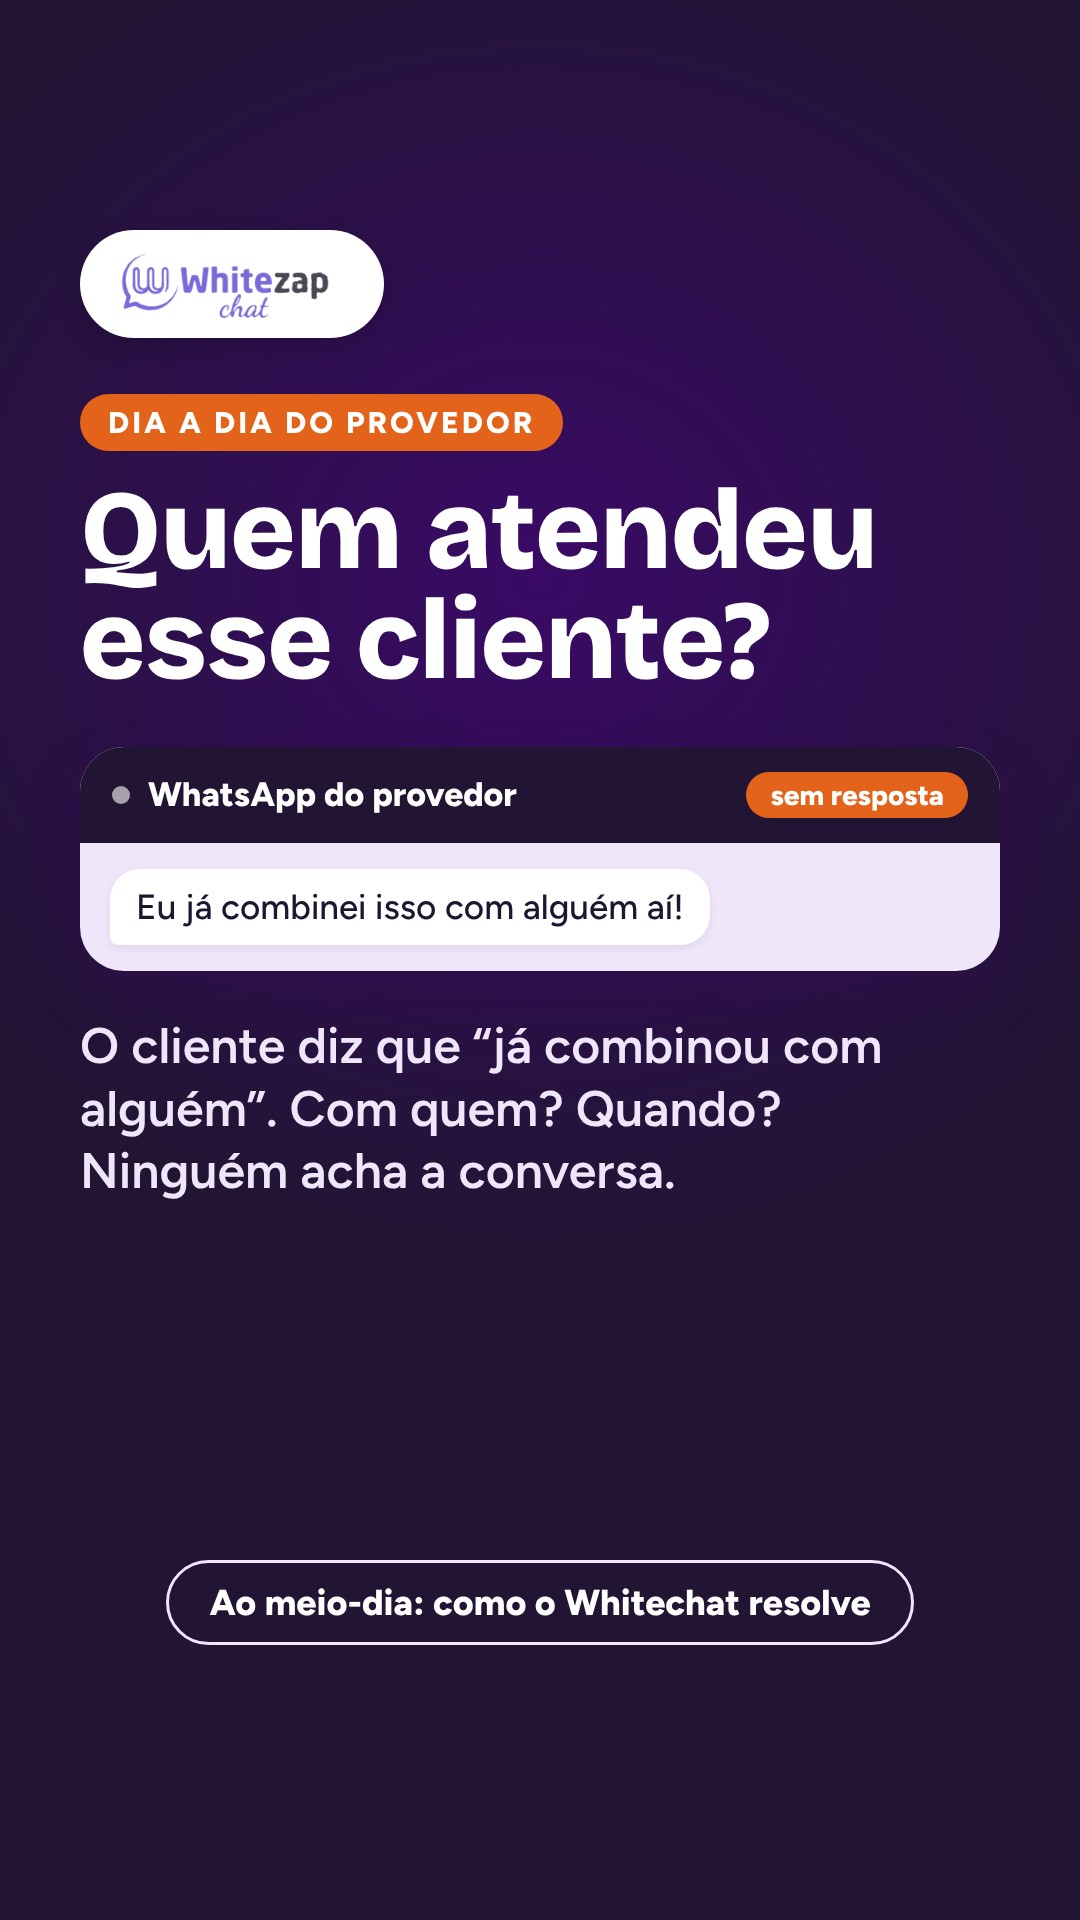 Whitezap
chat
DIA A DIA DO PROVEDOR
Quem atendeu
esse cliente?
WhatsApp do provedor
sem resposta
Eu já combinei isso com alguém aí!
O cliente diz que “já combinou com
alguém”. Com quem? Quando?
Ninguém acha a conversa.
Ao meio-dia: como o Whitechat resolve